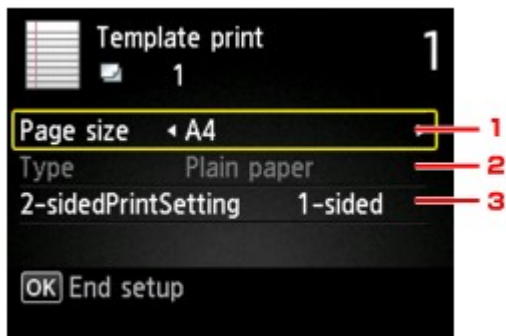 Template print
1
1
Page size A4
1
Type Plain paper
2
2-sidedPrintSetting 1-sided
3
OK End setup